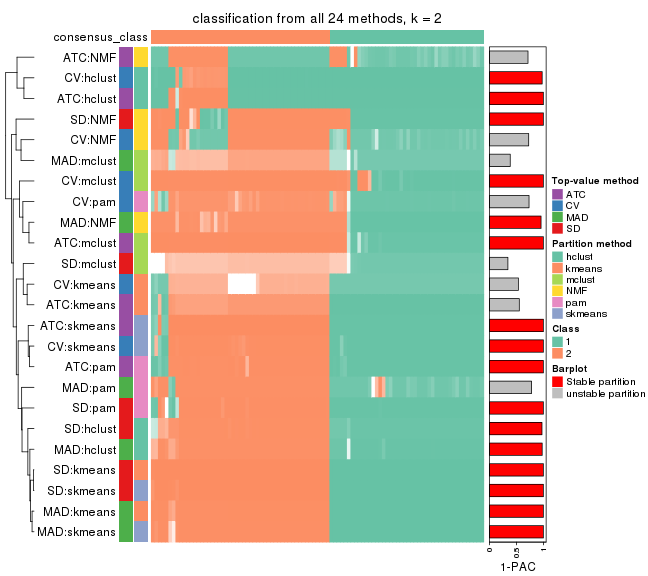 classification from all 24 methods, k = 2
consensus_class
ATC:NMF
CV:hclust
ATC:hclust
SD:NMF
CV:NMF
MAD:mclust
CV:mclust
CV:pam
MAD:NMF
ATC:mclust
SD:mclust
CV:kmeans
ATC:kmeans
ATC:skmeans
CV:skmeans
ATC:pam
MAD:pam
SD:pam
SD:hclust
MAD:hclust
SD:kmeans
SD:skmeans
MAD:kmeans
MAD:skmeans
0 0.5 1
1-PAC
Top-value method
ATC
CV
MAD
SD
Partition method
hclust
kmeans
mclust
NMF
pam
skmeans
Class
1
2
Barplot
Stable partition
unstable partition